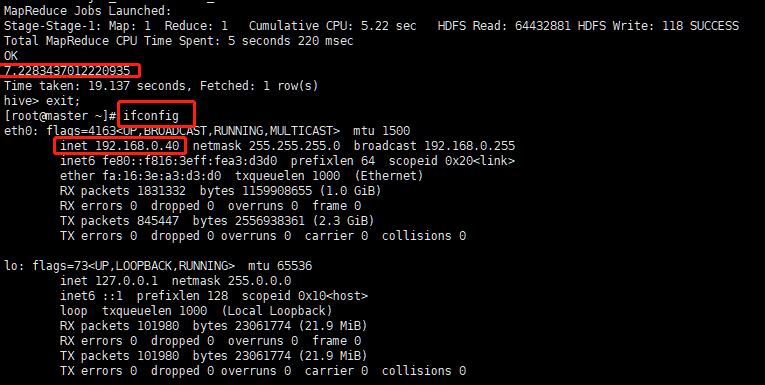 MapReduce Jobs Launched:
Stage-Stage-1: Map: 1  Reduce: 1   Cumulative CPU: 5.22 sec   HDFS Read: 64432881 HDFS Write: 118 SUCCESS
Total MapReduce CPU Time Spent: 5 seconds 220 msec
OK
7.2283437012220935
Time taken: 19.137 seconds, Fetched: 1 row(s)
hive> exit;
[root@master ~]# ifconfig
eth0: flags=4163<UP,BROADCAST,RUNNING,MULTICAST>  mtu 1500
        inet 192.168.0.40  netmask 255.255.255.0  broadcast 192.168.0.255
        inet6 fe80::f816:3eff:fea3:d3d0  prefixlen 64  scopeid 0x20<link>
        ether fa:16:3e:a3:d3:d0  txqueuelen 1000  (Ethernet)
        RX packets 1831332  bytes 1159908655 (1.0 GiB)
        RX errors 0  dropped 0  overruns 0  frame 0
        TX packets 845447  bytes 2556938361 (2.3 GiB)
        TX errors 0  dropped 0 overruns 0  carrier 0  collisions 0

lo: flags=73<UP,LOOPBACK,RUNNING>  mtu 65536
        inet 127.0.0.1  netmask 255.0.0.0
        inet6 ::1  prefixlen 128  scopeid 0x10<host>
        loop  txqueuelen 1000  (Local Loopback)
        RX packets 101980  bytes 23061774 (21.9 MiB)
        RX errors 0  dropped 0  overruns 0  frame 0
        TX packets 101980  bytes 23061774 (21.9 MiB)
        TX errors 0  dropped 0 overruns 0  carrier 0  collisions 0